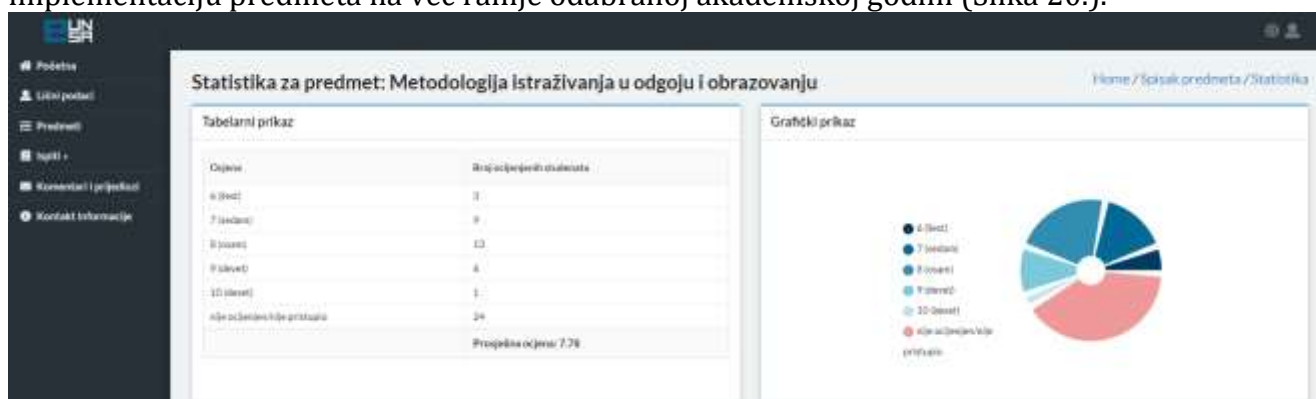 implementaciju predmeta na već ranije odabranoj akademskoj godini (Slika 20.).
UNSA
Početna
Lični podaci
Predmeti
Ispiti
Komentari i prijedlozi
Kontakt Informacije
Statistika za predmet: Metodologija istraživanja u odgoju i obrazovanju
Home / Spisak predmeta / Statistika
Tabelarni prikaz
Ocjena Broj ocijenjenih studenata
6 (šest) 3
7 (sedam) 9
8 (osam) 13
9 (devet) 6
10 (deset) 1
nije ocijenjen/nije pristupio 24
Prosječna ocjena: 7.78
Grafički prikaz
6 (šest)
7 (sedam)
8 (osam)
9 (devet)
10 (deset)
nije ocijenjen/nije
pristupio